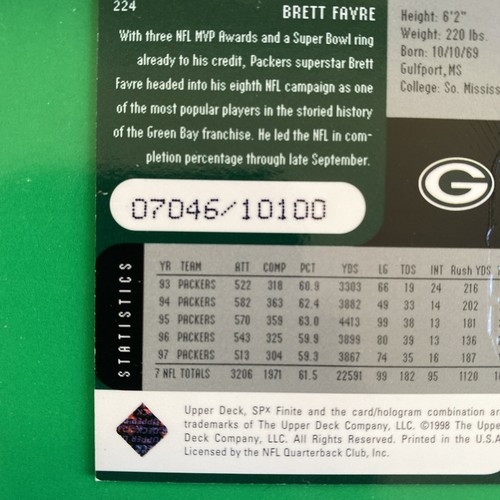 224
BRETT FAVRE
With three NFL MVP Awards and a Super Bowl ring
already to his credit, Packers superstar Brett
Favre headed into his eighth NFL campaign as one
of the most popular players in the storied history
of the Green Bay franchise. He led the NFL in com-
pletion percentage through late September.
Height: 6'2"
Weight: 220 lbs.
Born: 10/10/69
Gulfport, MS
College: So. Mississ
07046/10100
G
STATISTICS
YR TEAM ATT COMP PCT YDS LG TDS INT Rush YDS
93 PACKERS 522 318 60.9 3303 66 19 24 216
94 PACKERS 582 363 62.4 3882 49 33 14 202
95 PACKERS 570 359 63.0 4413 99 38 13 181
96 PACKERS 543 325 59.9 3899 80 39 13 136
97 PACKERS 513 304 59.3 3867 74 35 16 187
7 NFL TOTALS 3206 1971 61.5 22591 99 182 95 1120
Upper Deck, SPx Finite and the card/hologram combination ar
trademarks of The Upper Deck Company, LLC. ©1998 The Uppe
Deck Company, LLC. All Rights Reserved. Printed in the U.S.A
Licensed by the NFL Quarterback Club, Inc.